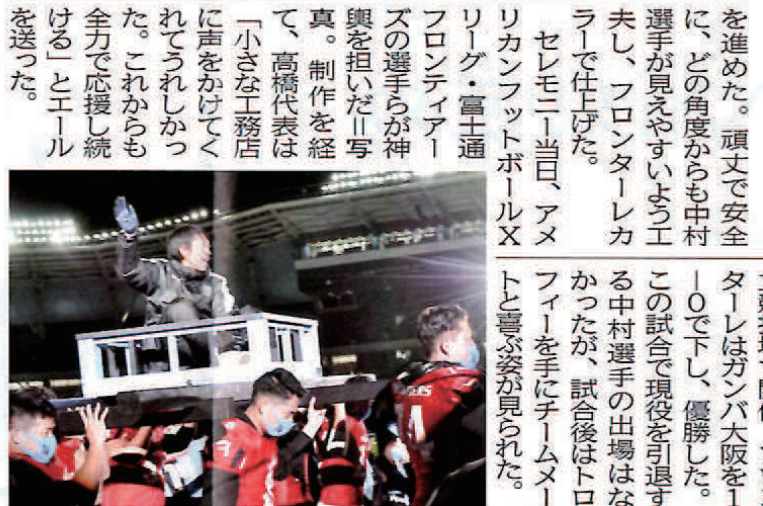 を進めた。頑丈で安全
に、どの角度からも中村
選手が見えやすいよう工
夫し、フロンターレカ
ラーで仕上げた。
セレモニー当日、アメ
リカンフットボールX
リーグ・富士通
フロンティアー
ズの選手らが神
輿を担いだ=写
真。制作を経
て、高橋代表は
「小さな工務店
に声をかけてく
れてうれしかっ
た。これからも
全力で応援し続
ける」とエール
を送った。
ターレはガンバ大阪を1
―0で下し、優勝した。
この試合で現役を引退す
る中村選手の出場はな
かったが、試合後はトロ
フィーを手にチームメー
トと喜ぶ姿が見られた。